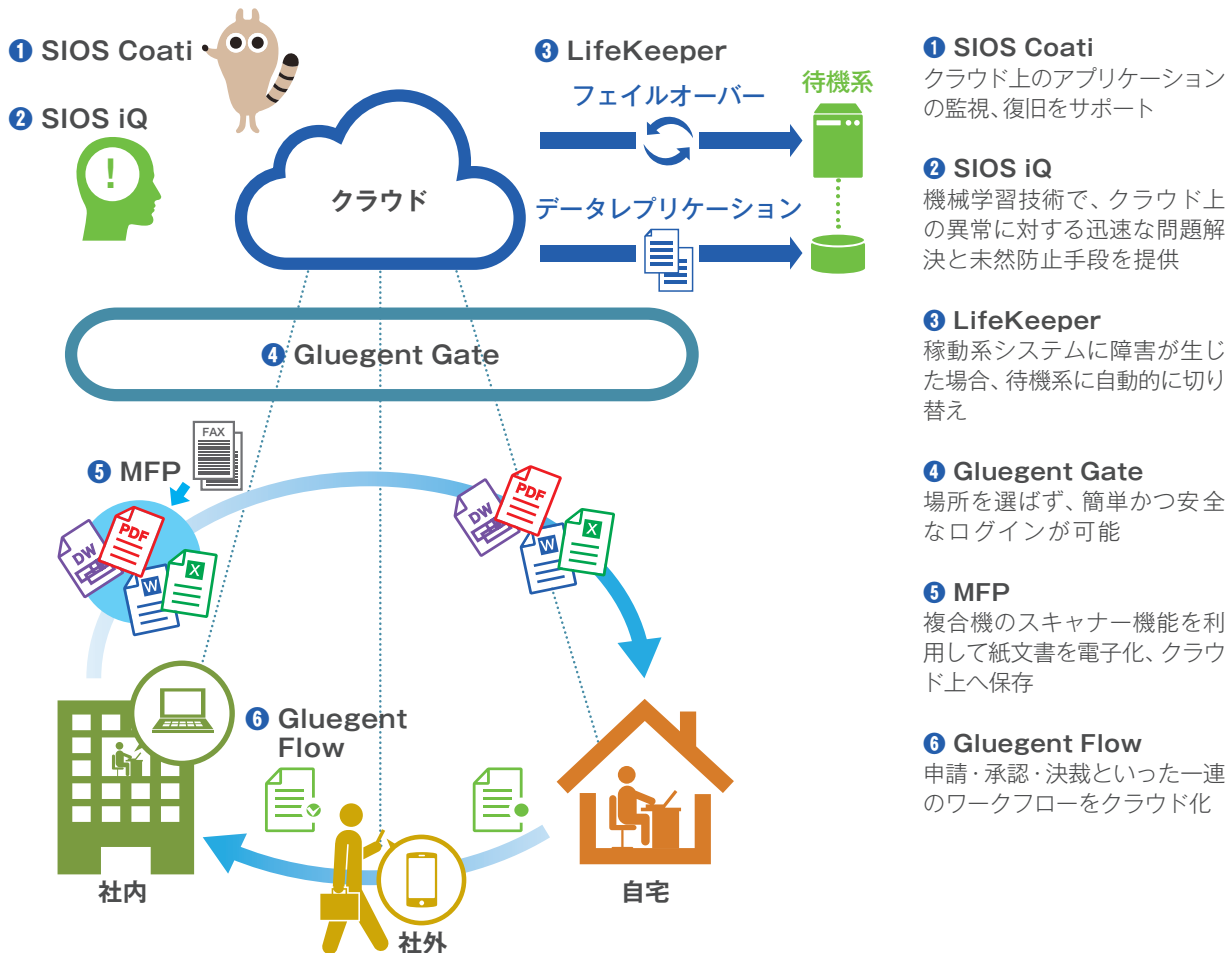 ❶ SIOS Coati
❷ SIOS iQ
!
クラウド
❸ LifeKeeper
フェイルオーバー
待機系
データレプリケーション
❹ Gluegent Gate
FAX
❺ MFP
PDF
DW
W
X
PDF
DW
W
X
❻ Gluegent
Flow
社内
社外
自宅
❶ SIOS Coati
クラウド上のアプリケーション
の監視、復旧をサポート
❷ SIOS iQ
機械学習技術で、クラウド上
の異常に対する迅速な問題解
決と未然防止手段を提供
❸ LifeKeeper
稼動系システムに障害が生じ
た場合、待機系に自動的に切り
替え
❹ Gluegent Gate
場所を選ばず、簡単かつ安全
なログインが可能
❺ MFP
複合機のスキャナー機能を利
用して紙文書を電子化、クラウ
ド上へ保存
❻ Gluegent Flow
申請・承認・決裁といった一連
のワークフローをクラウド化